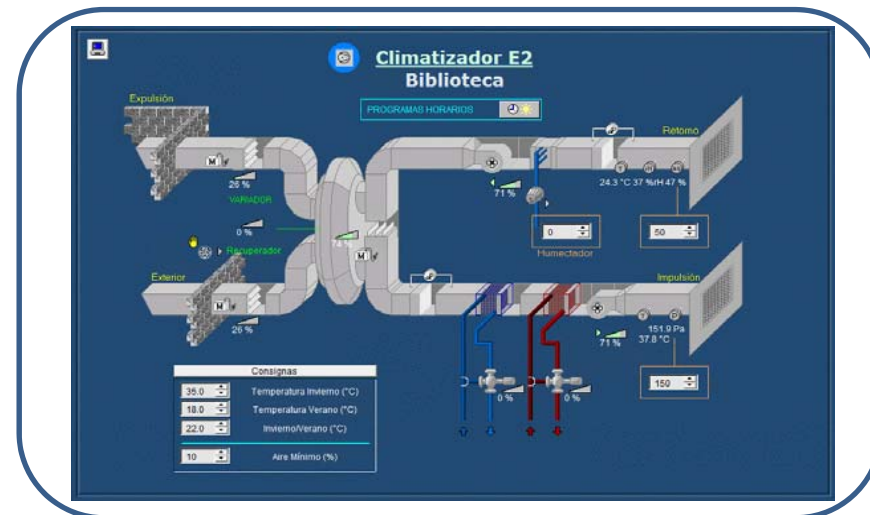 Climatizador E2
Biblioteca
PROGRAMAS HORARIOS
Expulsión
Retorno
M
26 %
VARIADOR
0 %
Recuperador
74 %
M
71 %
24.3 °C 37 %rH 47 %
0
Humectador
50
Exterior
M
26 %
Impulsión
71 %
151.9 Pa
37.8 °C
150
0 %
0 %
Consignas
35.0 Temperatura Invierno (°C)
18.0 Temperatura Verano (°C)
22.0 Invierno/Verano (°C)
10 Aire Mínimo (%)